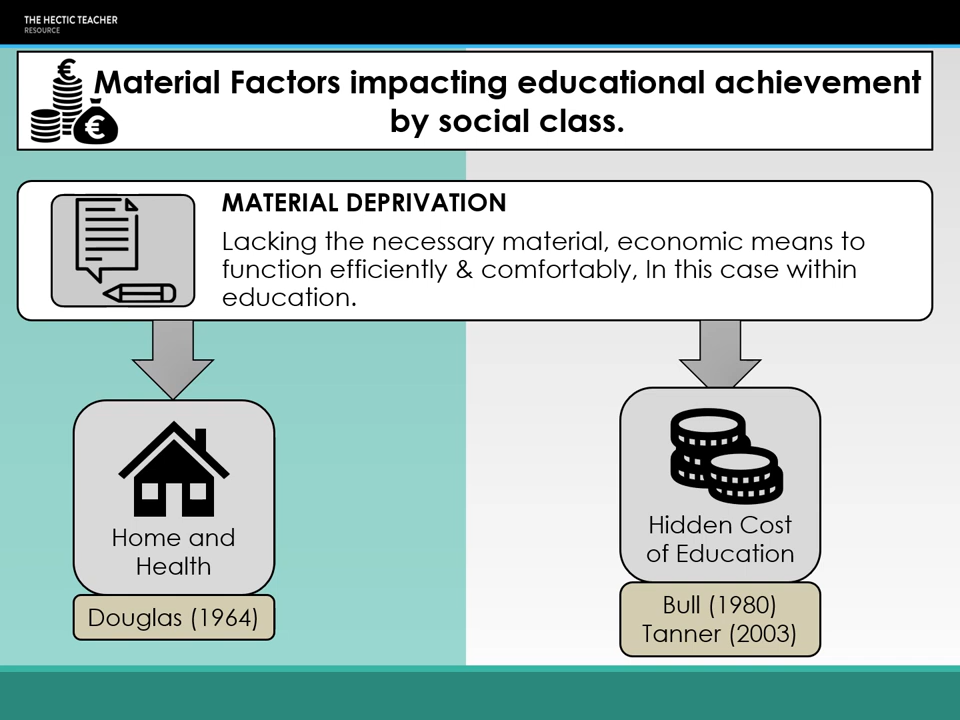 THE HECTIC TEACHER
RESOURCE
Material Factors impacting educational achievement
by social class.
MATERIAL DEPRIVATION
Lacking the necessary material, economic means to
function efficiently & comfortably, In this case within
education.
Home and
Health
Douglas (1964)
Hidden Cost
of Education
Bull (1980)
Tanner (2003)